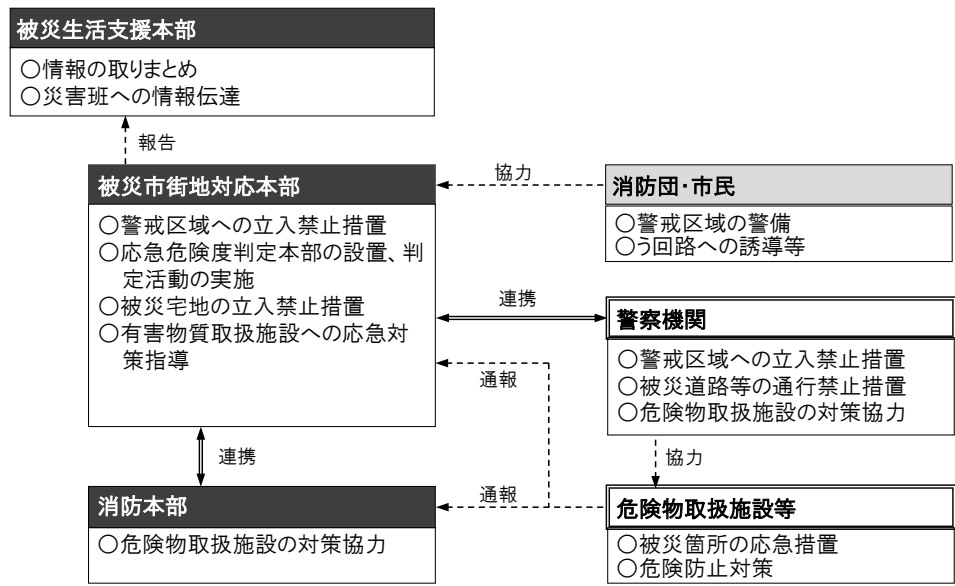 被災生活支援本部
○情報の取りまとめ
○災害班への情報伝達
報告
被災市街地対応本部
○警戒区域への立入禁止措置
○応急危険度判定本部の設置、判
定活動の実施
○被災宅地の立入禁止措置
○有害物質取扱施設への応急対
策指導
協力
消防団・市民
○警戒区域の警備
○う回路への誘導等
連携
警察機関
○警戒区域への立入禁止措置
○被災道路等の通行禁止措置
○危険物取扱施設の対策協力
通報
連携
協力
消防本部
○危険物取扱施設の対策協力
通報
危険物取扱施設等
○被災箇所の応急措置
○危険防止対策